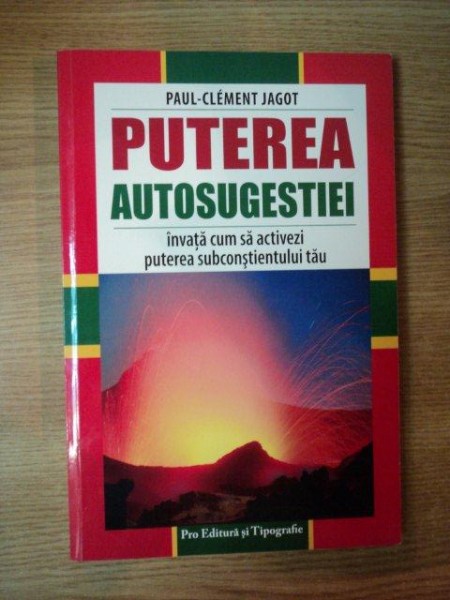 PAUL-CLÉMENT JAGOT
PUTEREA
AUTOSUGESTIEI
învață cum să activezi
puterea subconștientului tău
Pro Editură și Tipografie